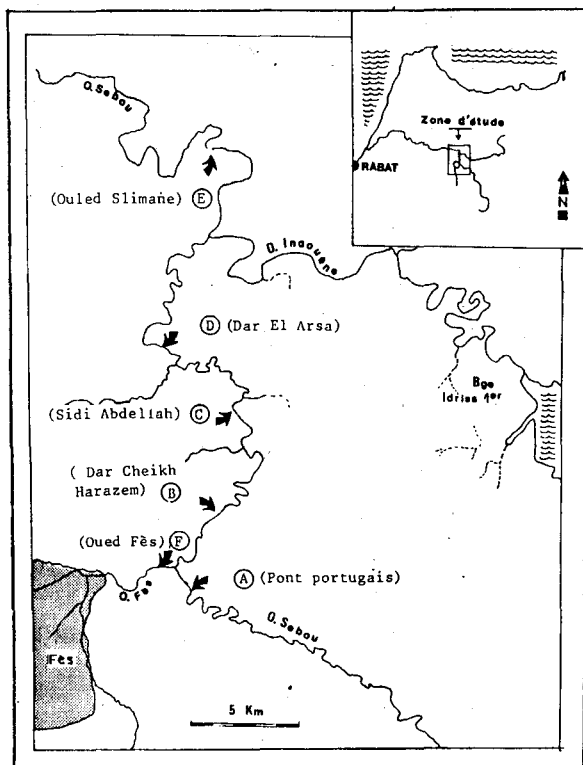 O. Sebou
Zone d'étude
RABAT
N
(Ouled Slimane) E
O. Inaouene
D (Dar El Arsa)
Bge
Idriss 1er
(Sidi Abdellah) C
( Dar Cheikh
Harazem) B
(Oued Fès) F
A (Pont portugais)
O. Fes
O. Sebou
Fès
5 Km